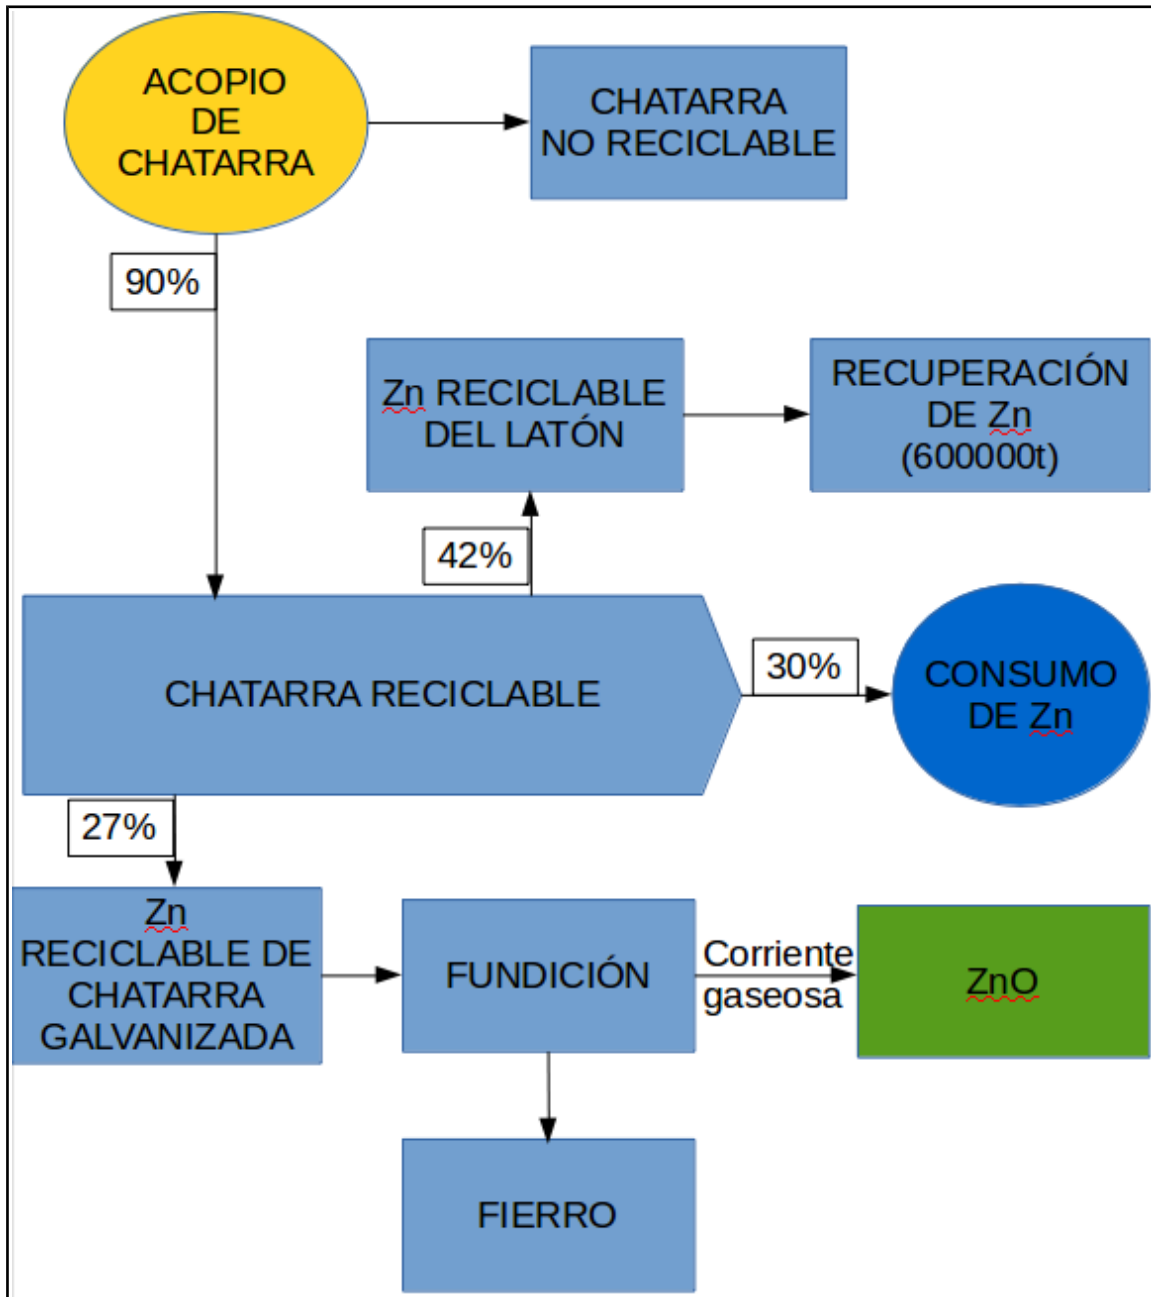 ACOPIO
DE
CHATARRA
CHATARRA
NO RECICLABLE
90%
Zn RECICLABLE
DEL LATÓN
RECUPERACIÓN
DE Zn
(600000t)
42%
CHATARRA RECICLABLE
30%
CONSUMO
DE Zn
27%
Zn
RECICLABLE DE
CHATARRA
GALVANIZADA
FUNDICIÓN
Corriente
gaseosa
ZnO
FIERRO